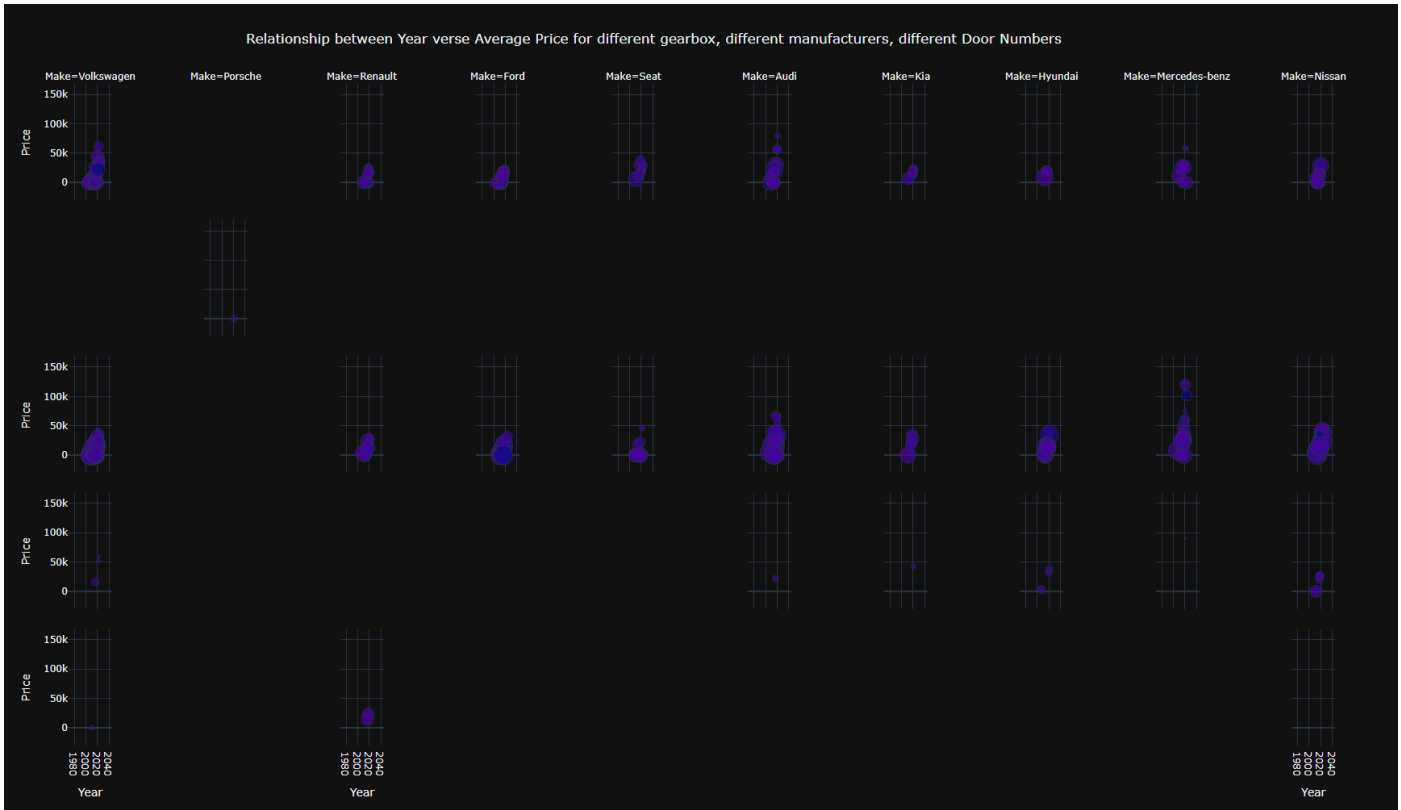 Relationship between Year verse Average Price for different gearbox, different manufacturers, different Door Numbers
Make=Volkswagen Make=Porsche Make=Renault Make=Ford Make=Seat Make=Audi Make=Kia Make=Hyundai Make=Mercedes-benz Make=Nissan
150k
100k
Price
50k
0
150k
100k
Price
50k
0
150k
100k
Price
50k
0
150k
100k
Price
50k
0
1980 2000 2020 2040 1980 2000 2020 2040 1980 2000 2020 2040
Year Year Year